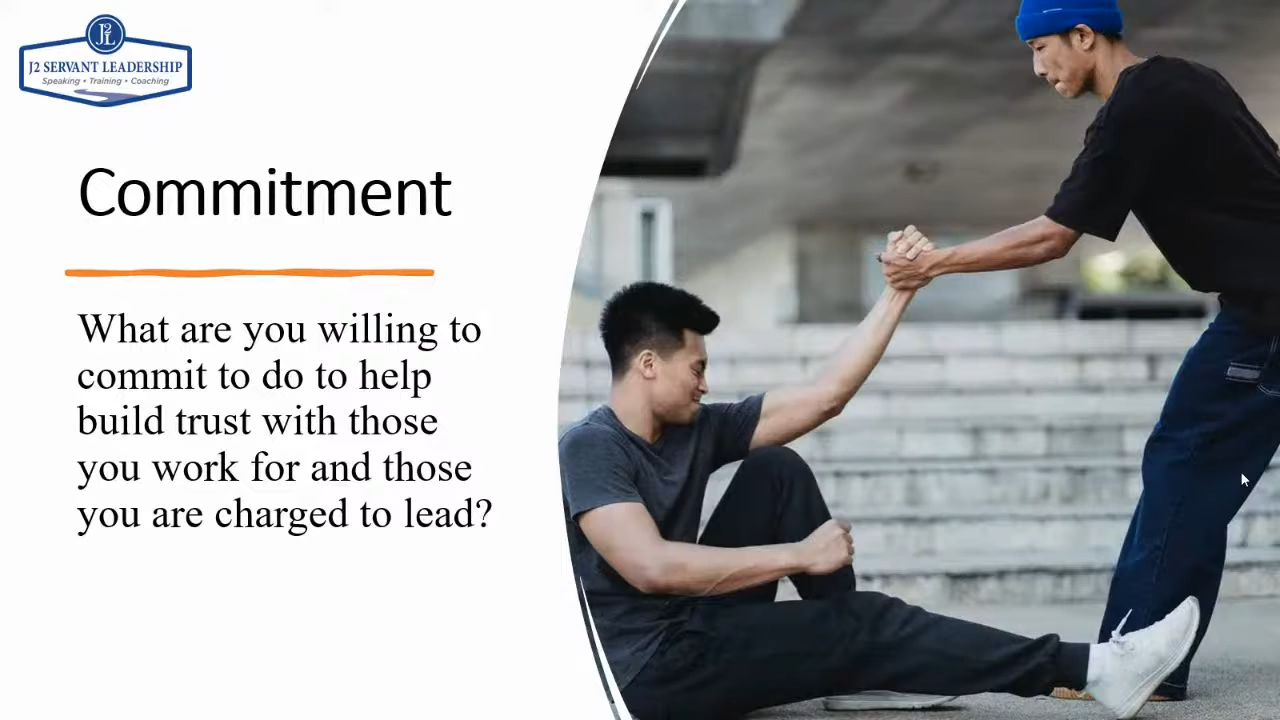 J2L
J2 SERVANT LEADERSHIP
Speaking • Training • Coaching
Commitment
What are you willing to
commit to do to help
build trust with those
you work for and those
you are charged to lead?